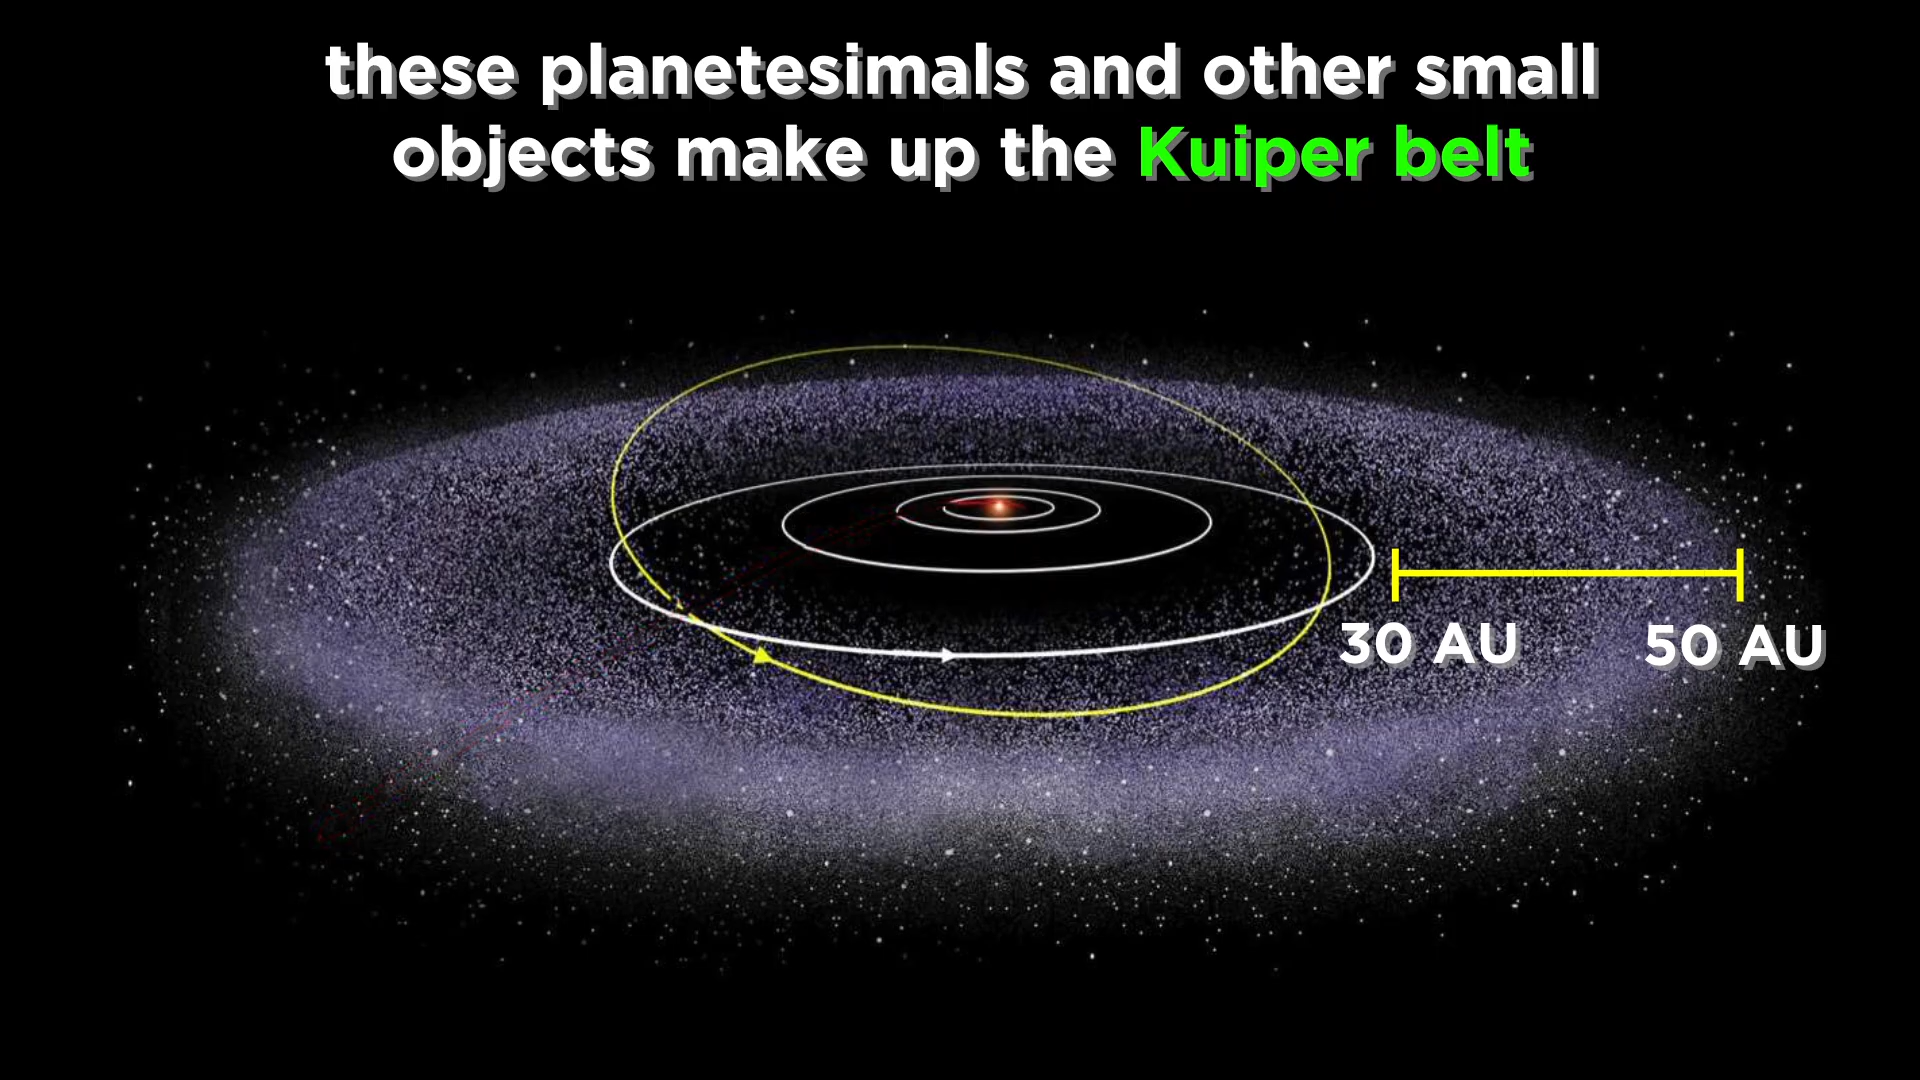 these planetesimals and other small
objects make up the Kuiper belt
30 AU
50 AU